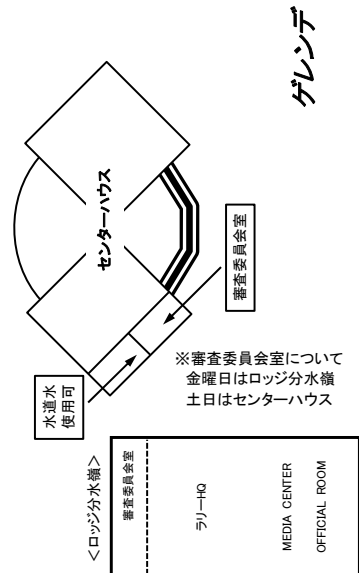 ゲレンデ
センターハウス
審査委員会室
水道水
使用可
※審査委員会室について
金曜日はロッジ分水嶺
土日はセンターハウス
＜ロッジ分水嶺＞
審査委員会室
ラリーHQ
MEDIA CENTER
OFFICIAL ROOM